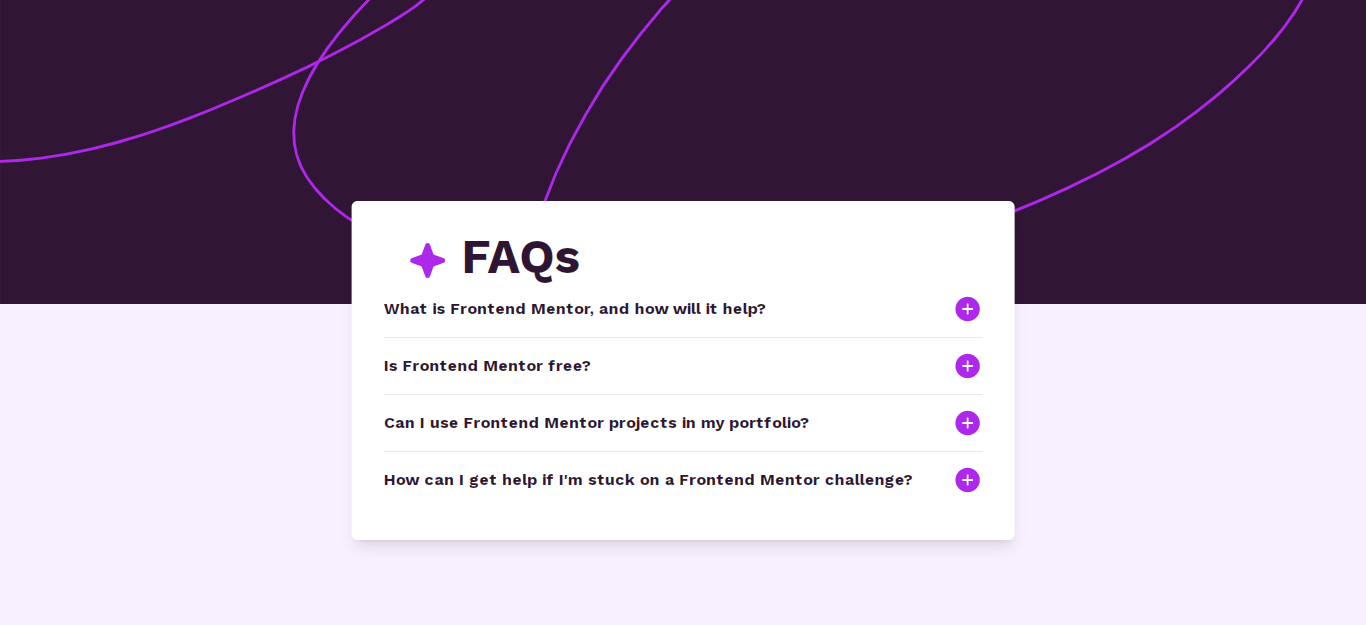 FAQs
What is Frontend Mentor, and how will it help?
Is Frontend Mentor free?
Can I use Frontend Mentor projects in my portfolio?
How can I get help if I'm stuck on a Frontend Mentor challenge?